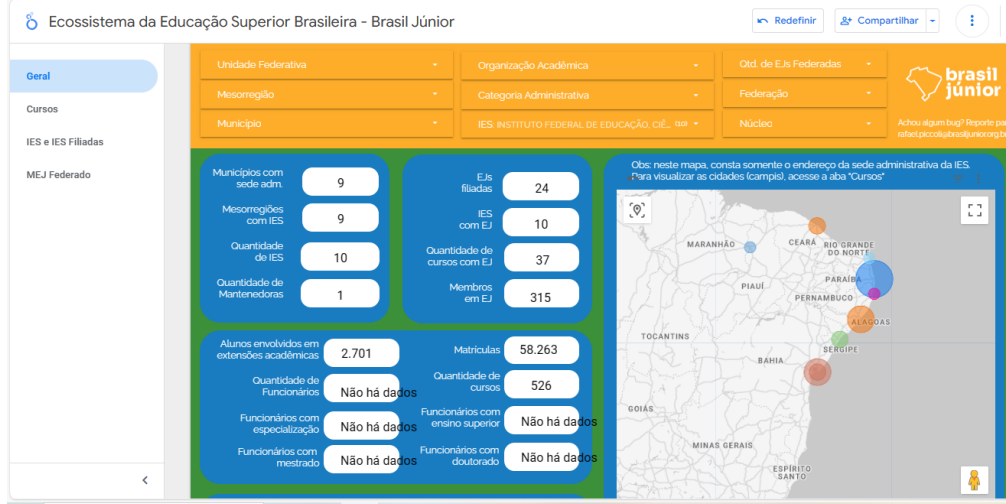 Ecossistema da Educação Superior Brasileira - Brasil Júnior
Redefinir
Compartilhar
Geral
Cursos
IES e IES Filiadas
MEJ Federado
Unidade Federativa
Organização Acadêmica
Qtd. de EJs Federadas
Mesorregião
Categoria Administrativa
Federação
Município
IES: INSTITUTO FEDERAL DE EDUCAÇÃO, CIÊ... (10)
Núcleo
brasil
júnior
Achou algum bug? Reporte par
rafael.piccoli@brasiljunior.org.b
Municípios com
sede adm.
9
Mesorregiões
com IES
9
Quantidade
de IES
10
Quantidade de
Mantenedoras
1
EJs
filiadas
24
IES
com EJ
10
Quantidade de
cursos com EJ
37
Membros
em EJ
315
Obs: neste mapa, consta somente o endereço da sede administrativa da IES.
Para visualizar as cidades (campis), acesse a aba "Cursos"
MARANHÃO
CEARÁ
RIO GRANDE
DO NORTE
PARAÍBA
PIAUÍ
PERNAMBUCO
ALAGOAS
TOCANTINS
SERGIPE
BAHIA
GOIÁS
MINAS GERAIS
ESPÍRITO
SANTO
Alunos envolvidos em
extensões acadêmicas
2.701
Matrículas
58.263
Quantidade de
Funcionários
Não há dados
Quantidade de
cursos
526
Funcionários com
especialização
Não há dados
Funcionários com
ensino superior
Não há dados
Funcionários com
mestrado
Não há dados
Funcionários com
doutorado
Não há dados